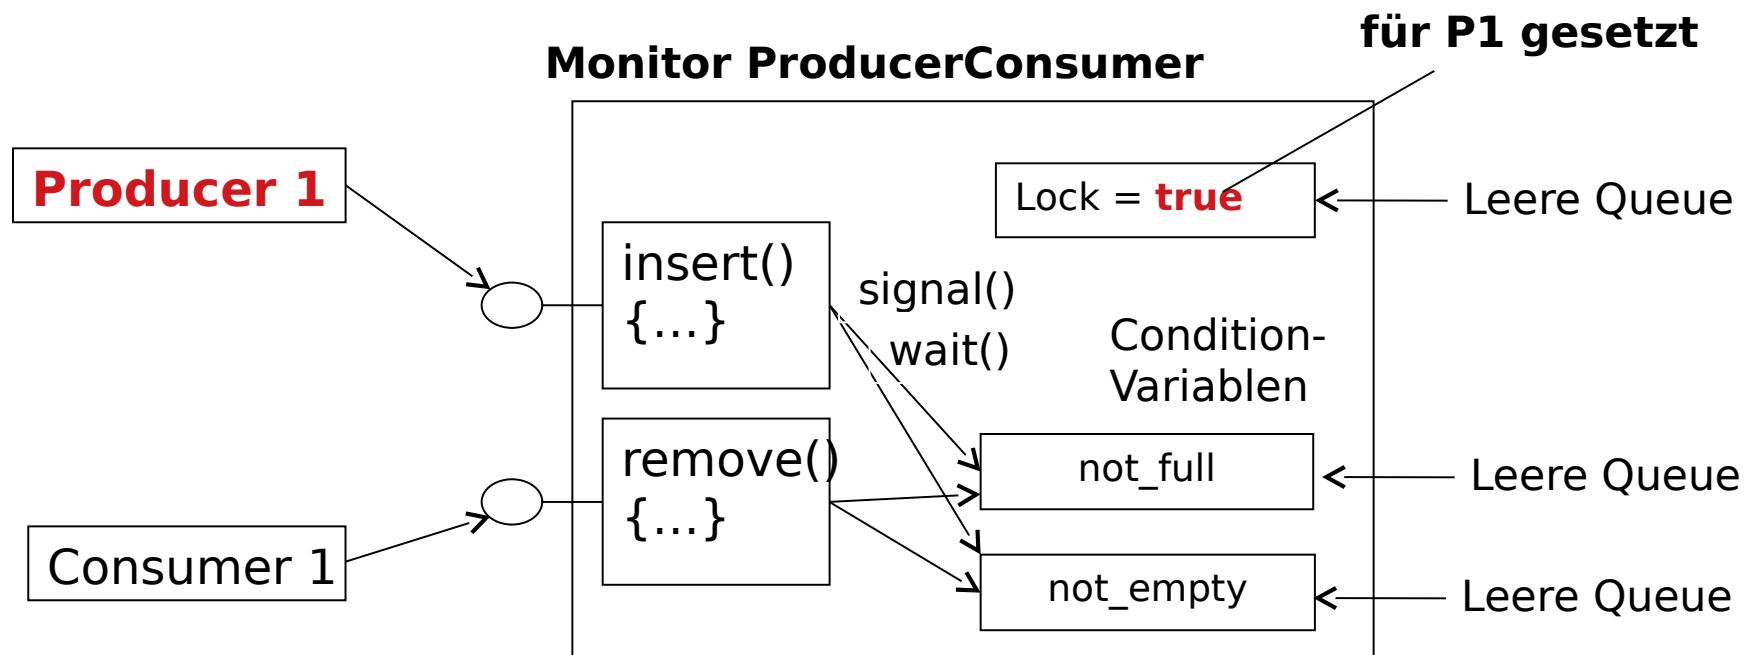 für P1 gesetzt
Monitor ProducerConsumer
Producer 1
Lock = true
Leere Queue
insert()
{...}
signal()
wait()
Condition-
Variablen
remove()
{...}
not_full
Leere Queue
Consumer 1
not_empty
Leere Queue